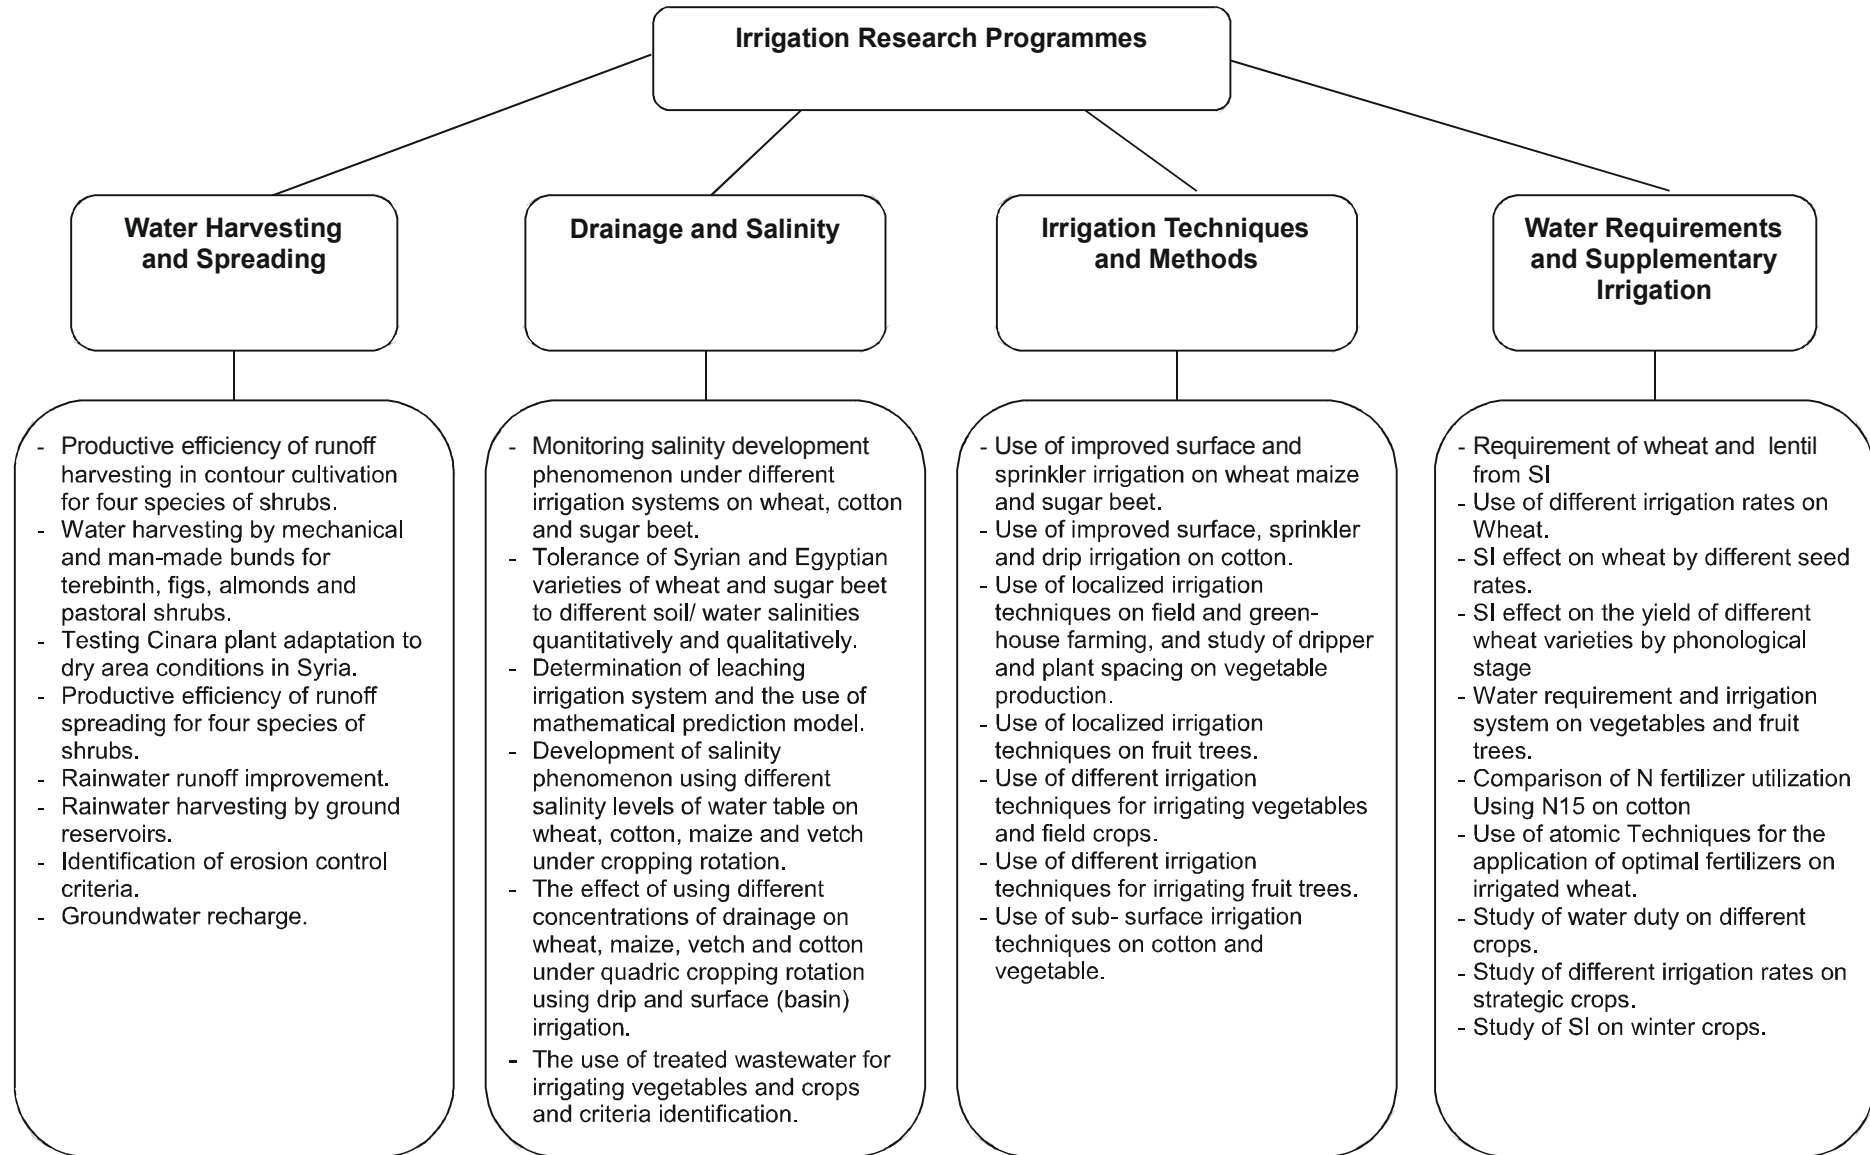 Irrigation Research Programmes
Water Harvesting
and Spreading
Drainage and Salinity
Irrigation Techniques
and Methods
Water Requirements
and Supplementary
Irrigation
- Productive efficiency of runoff
harvesting in contour cultivation
for four species of shrubs.
- Water harvesting by mechanical
and man-made bunds for
terebinth, figs, almonds and
pastoral shrubs.
- Testing Cinara plant adaptation to
dry area conditions in Syria.
- Productive efficiency of runoff
spreading for four species of
shrubs.
- Rainwater runoff improvement.
- Rainwater harvesting by ground
reservoirs.
- Identification of erosion control
criteria.
- Groundwater recharge.
- Monitoring salinity development
phenomenon under different
irrigation systems on wheat, cotton
and sugar beet.
- Tolerance of Syrian and Egyptian
varieties of wheat and sugar beet
to different soil/ water salinities
quantitatively and qualitatively.
- Determination of leaching
irrigation system and the use of
mathematical prediction model.
- Development of salinity
phenomenon using different
salinity levels of water table on
wheat, cotton, maize and vetch
under cropping rotation.
- The effect of using different
concentrations of drainage on
wheat, maize, vetch and cotton
under quadric cropping rotation
using drip and surface (basin)
irrigation.
- The use of treated wastewater for
irrigating vegetables and crops
and criteria identification.
- Use of improved surface and
sprinkler irrigation on wheat maize
and sugar beet.
- Use of improved surface, sprinkler
and drip irrigation on cotton.
- Use of localized irrigation
techniques on field and green-
house farming, and study of dripper
and plant spacing on vegetable
production.
- Use of localized irrigation
techniques on fruit trees.
- Use of different irrigation
techniques for irrigating vegetables
and field crops.
- Use of different irrigation
techniques for irrigating fruit trees.
- Use of sub- surface irrigation
techniques on cotton and
vegetable.
- Requirement of wheat and lentil
from SI
- Use of different irrigation rates on
Wheat.
- SI effect on wheat by different seed
rates.
- SI effect on the yield of different
wheat varieties by phonological
stage
- Water requirement and irrigation
system on vegetables and fruit
trees.
- Comparison of N fertilizer utilization
Using N15 on cotton
- Use of atomic Techniques for the
application of optimal fertilizers on
irrigated wheat.
- Study of water duty on different
crops.
- Study of different irrigation rates on
strategic crops.
- Study of SI on winter crops.